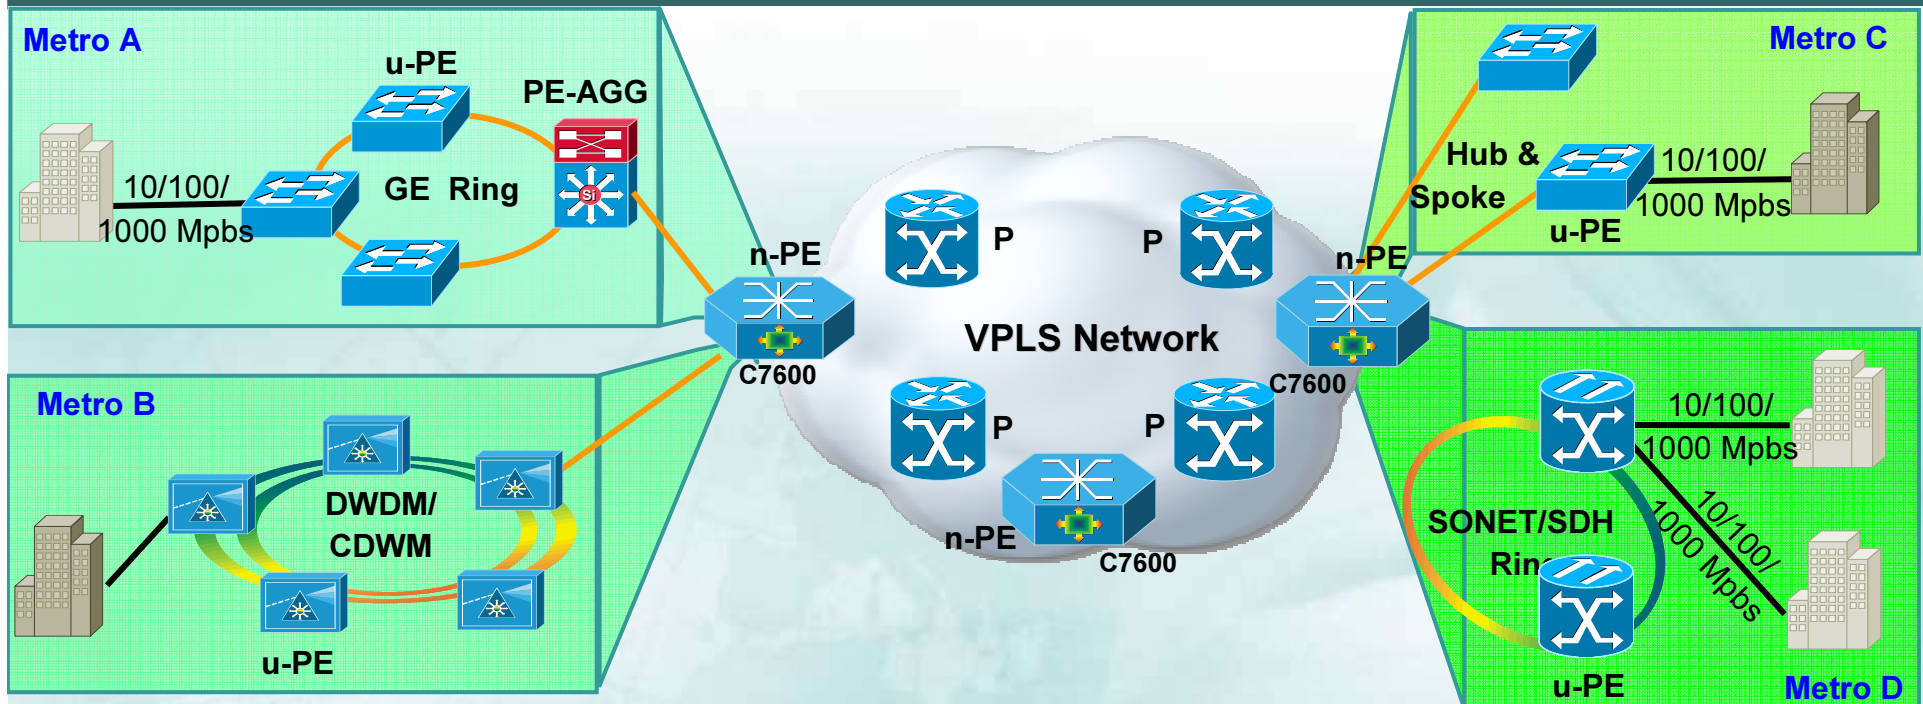 Metro A
u-PE
PE-AGG
10/100/
1000 Mpbs
GE Ring
Si
n-PE
C7600
Metro B
DWDM/
CDWM
u-PE
P
P
VPLS Network
P
P
n-PE
C7600
n-PE
C7600
Metro C
Hub &
Spoke
10/100/
1000 Mpbs
u-PE
10/100/
1000 Mpbs
10/100/
1000 Mpbs
SONET/SDH
Rin
u-PE
Metro D